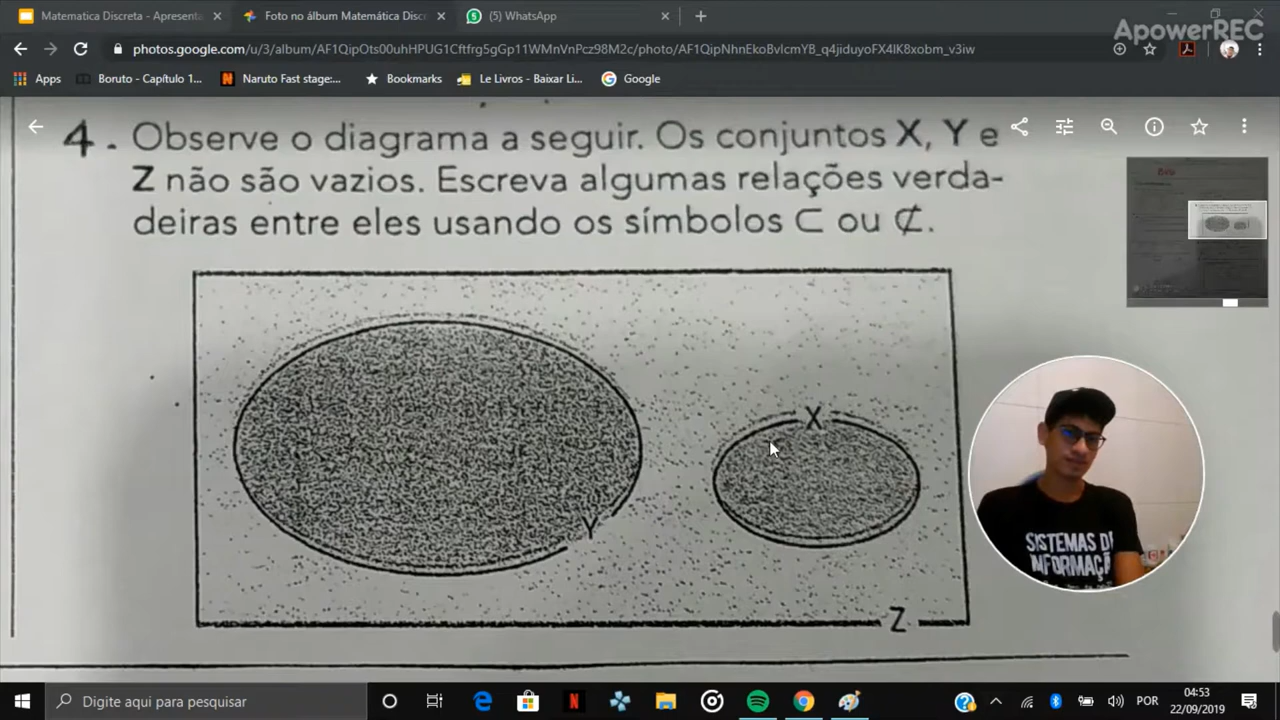 Matematica Discreta - Apresenta
Foto no álbum Matemática Discr
(5) WhatsApp
ApowerREC
photos.google.com/u/3/album/AF1QipOts00uhHPUG1Cftfrg5gGp11WMnVnPcz98M2c/photo/AF1QipNhnEkoBvlcmYB_q4jiduyoFX4lK8xobm_v3iw
Apps
Boruto - Capítulo 1...
Naruto Fast stage:...
Bookmarks
Le Livros - Baixar Li...
Google
4. Observe o diagrama a seguir. Os conjuntos X, Y e
Z não são vazios. Escreva algumas relações verda-
deiras entre eles usando os símbolos ⊂ ou ⊄.
X
Y
Z
SISTEMAS D
INFORMAÇÃ
Digite aqui para pesquisar
POR
04:53
22/09/2019